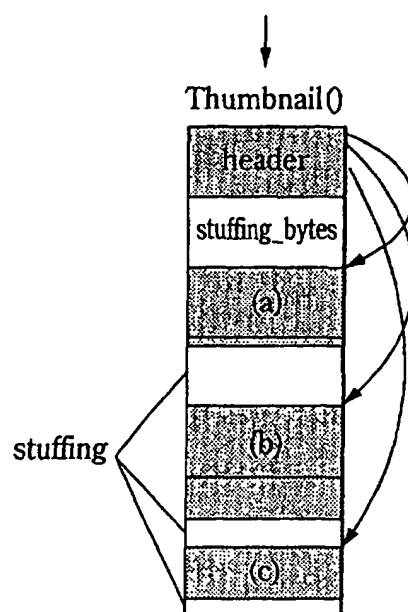 Thumbnail()
header
stuffing_bytes
(a)
(b)
stuffing
(c)